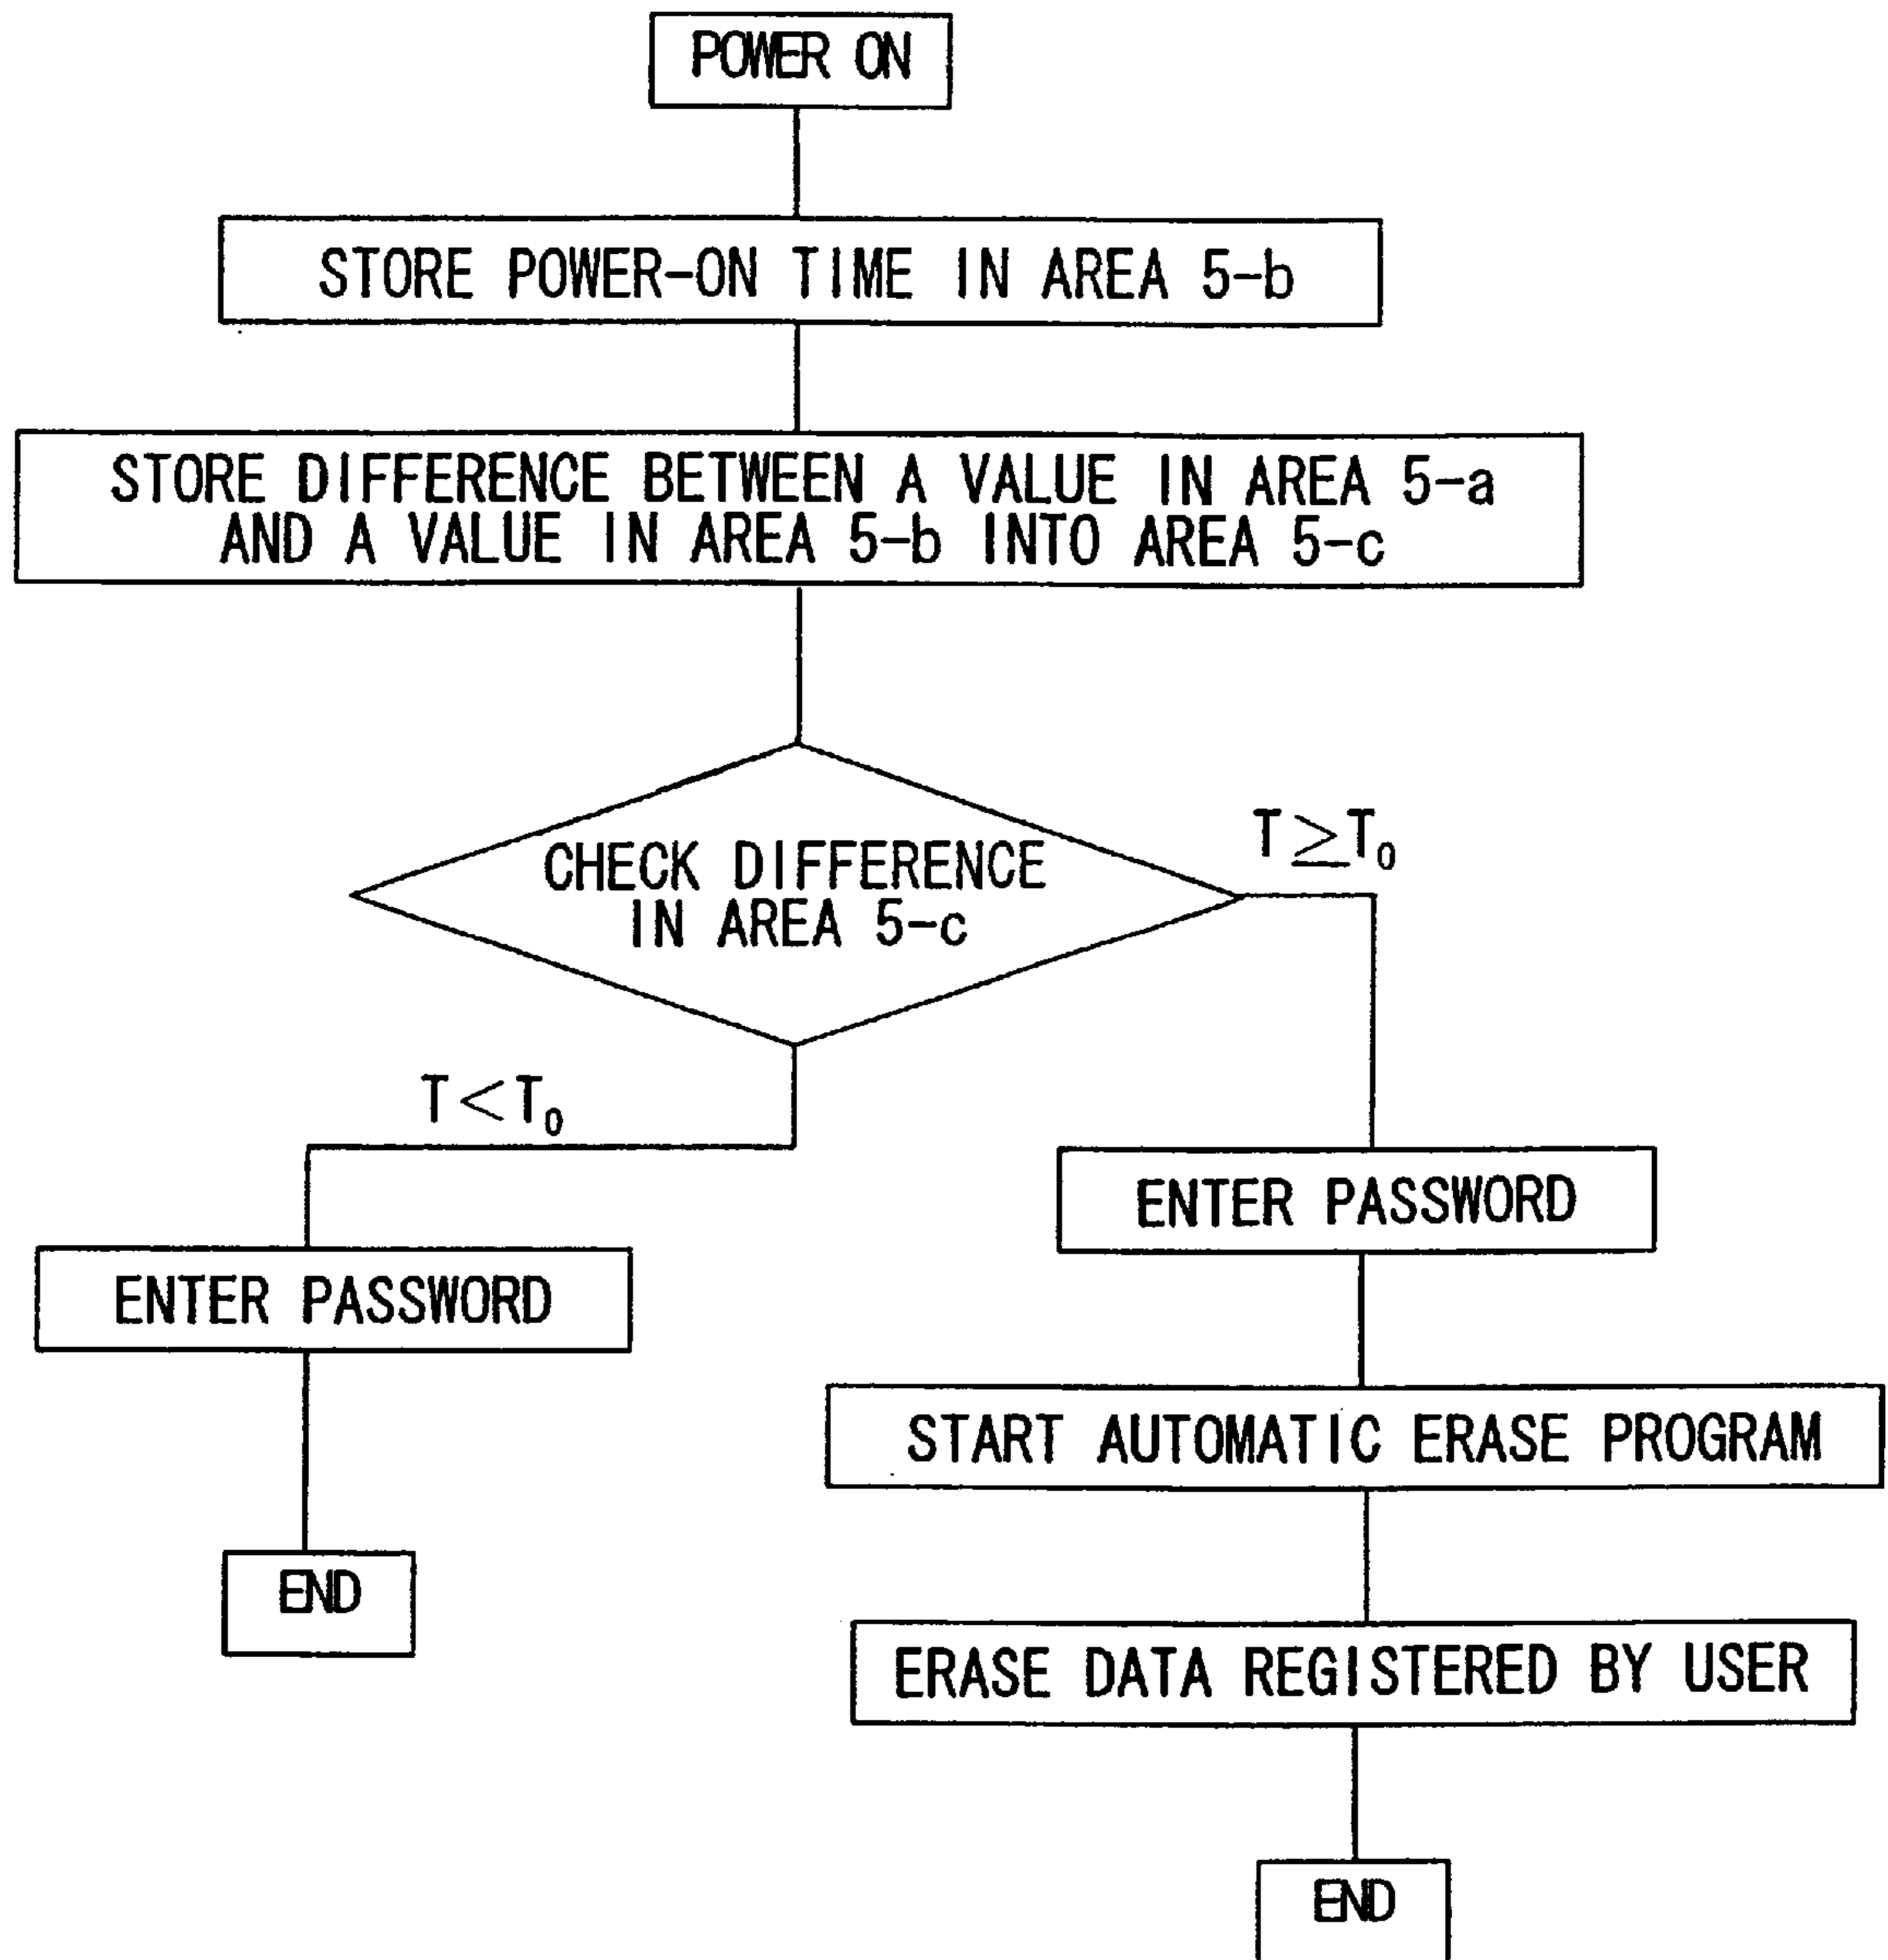 POWER ON
STORE POWER-ON TIME IN AREA 5-b
STORE DIFFERENCE BETWEEN A VALUE IN AREA 5-a
AND A VALUE IN AREA 5-b INTO AREA 5-c
CHECK DIFFERENCE
IN AREA 5-c
T≧T₀
T<T₀
ENTER PASSWORD
ENTER PASSWORD
START AUTOMATIC ERASE PROGRAM
END
ERASE DATA REGISTERED BY USER
END